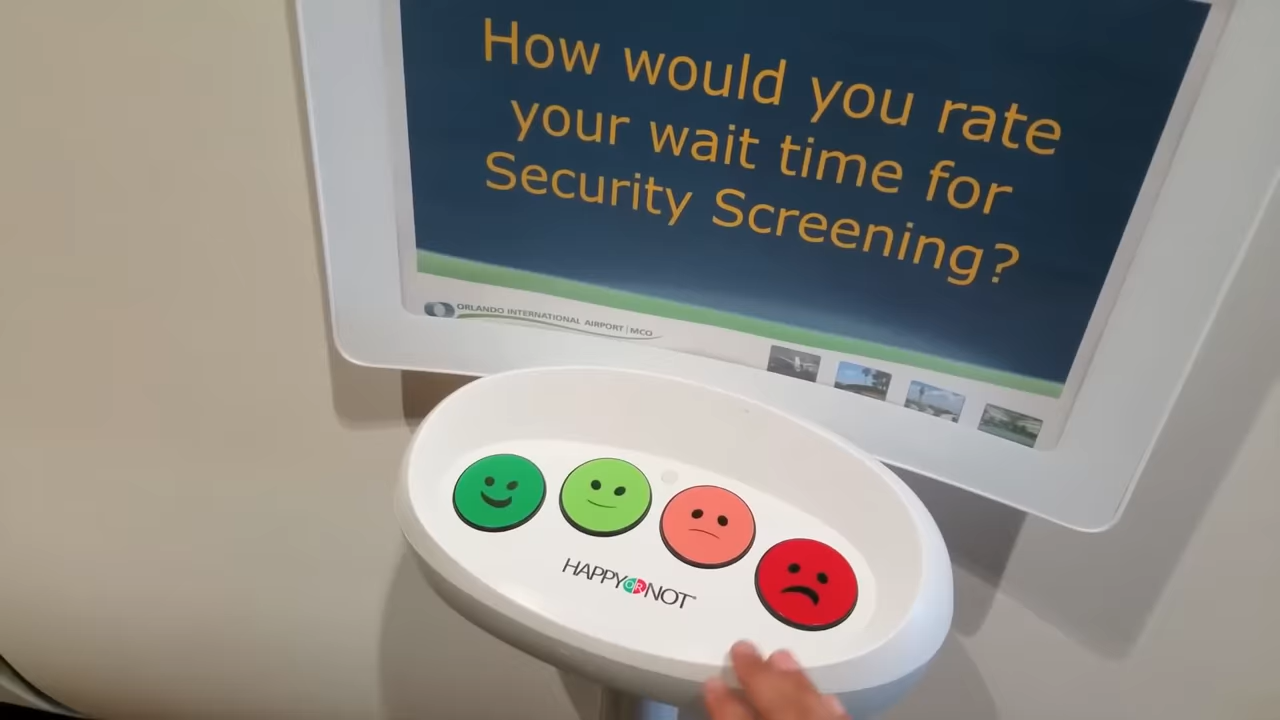 How would you rate
your wait time for
Security Screening?
ORLANDO INTERNATIONAL AIRPORT | MCO
HAPPY OR NOT